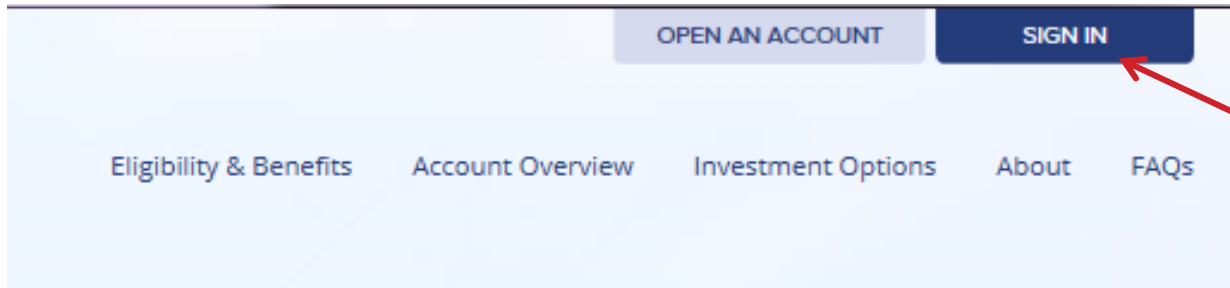 OPEN AN ACCOUNT SIGN IN
Eligibility & Benefits Account Overview Investment Options About FAQs